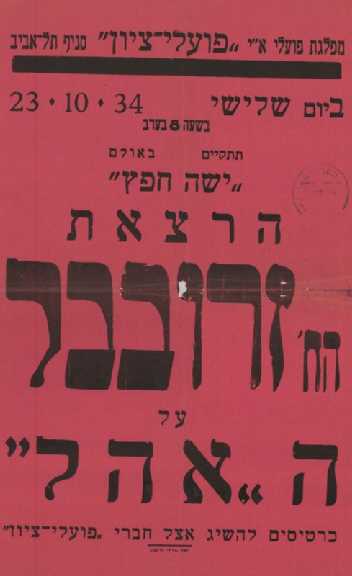 מפלגת פועלי א״י „פועלי־ציון״ סניף תל־אביב
ביום שלישי 23·10·34
בשעה 8 בערב
תתקיים באולם
„ישה חפץ״
הרצאת
הח׳ זרובבל
על
ה„אהל״
כרטיסים להשיג אצל חברי „פועלי־ציון״